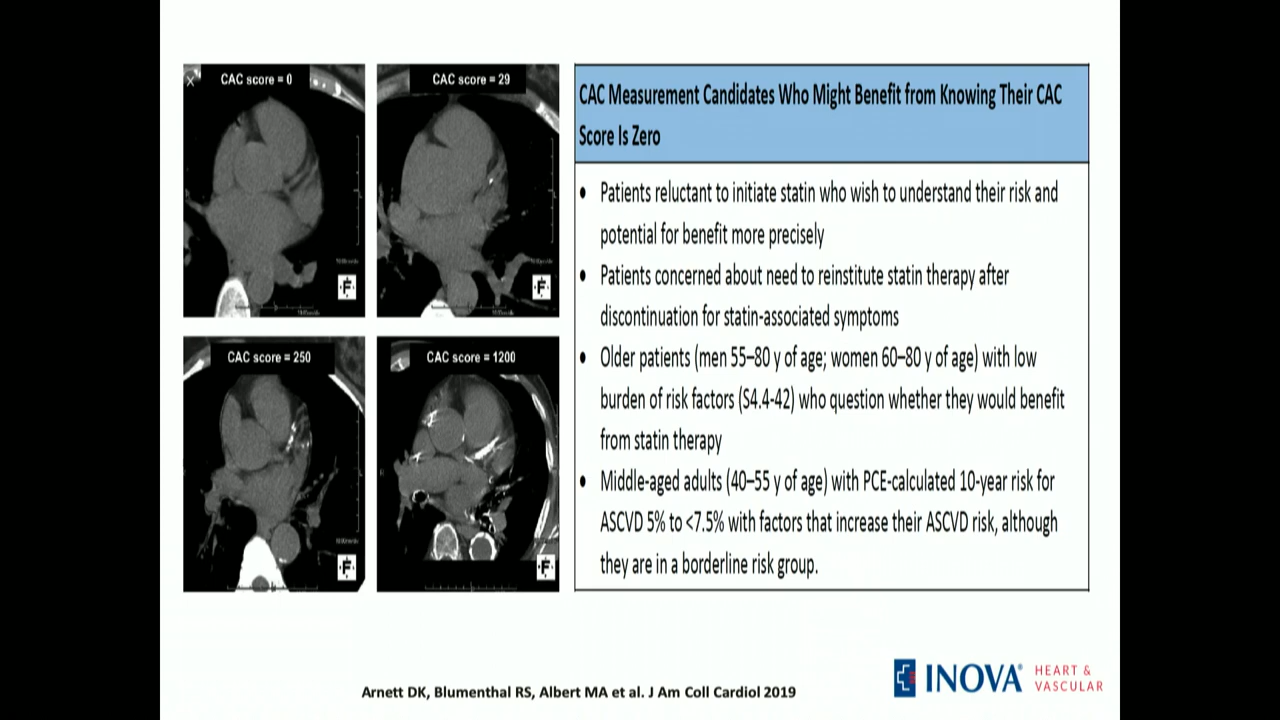 CAC score = 0
CAC score = 29
F
F
CAC score = 250
CAC score = 1200
F
F
CAC Measurement Candidates Who Might Benefit from Knowing Their CAC
Score Is Zero
• Patients reluctant to initiate statin who wish to understand their risk and
potential for benefit more precisely
• Patients concerned about need to reinstitute statin therapy after
discontinuation for statin-associated symptoms
• Older patients (men 55–80 y of age; women 60–80 y of age) with low
burden of risk factors (S4.4-42) who question whether they would benefit
from statin therapy
• Middle-aged adults (40–55 y of age) with PCE-calculated 10-year risk for
ASCVD 5% to <7.5% with factors that increase their ASCVD risk, although
they are in a borderline risk group.
Arnett DK, Blumenthal RS, Albert MA et al. J Am Coll Cardiol 2019
INOVA® HEART &
VASCULAR